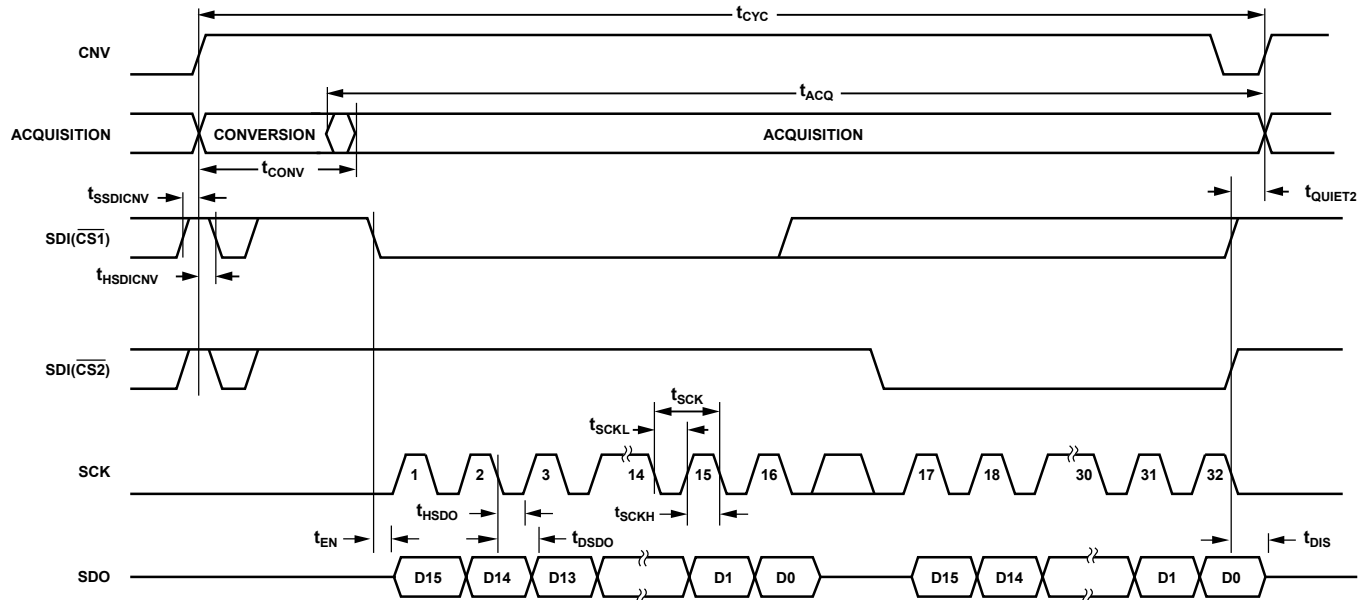 tCYC
CNV
tACQ
ACQUISITION
CONVERSION
ACQUISITION
tCONV
tSSDICNV
tQUIET2
SDI(CS1)
tHSDICNV
SDI(CS2)
tSCK
tSCKL
SCK
1 2 3 14 15 16 17 18 30 31 32
tHSDO
tSCKH
tEN
tDSDO
tDIS
SDO
D15 D14 D13 D1 D0 D15 D14 D1 D0